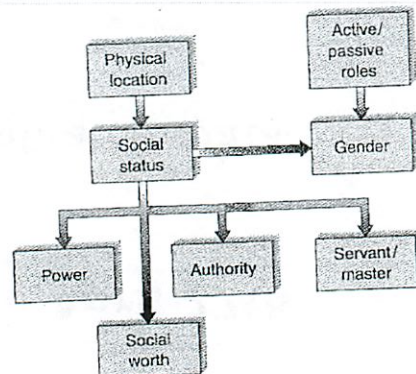 Active/
passive
roles
Physical
location
Social
status
Gender
Power
Authority
Servant/
master
Social
worth